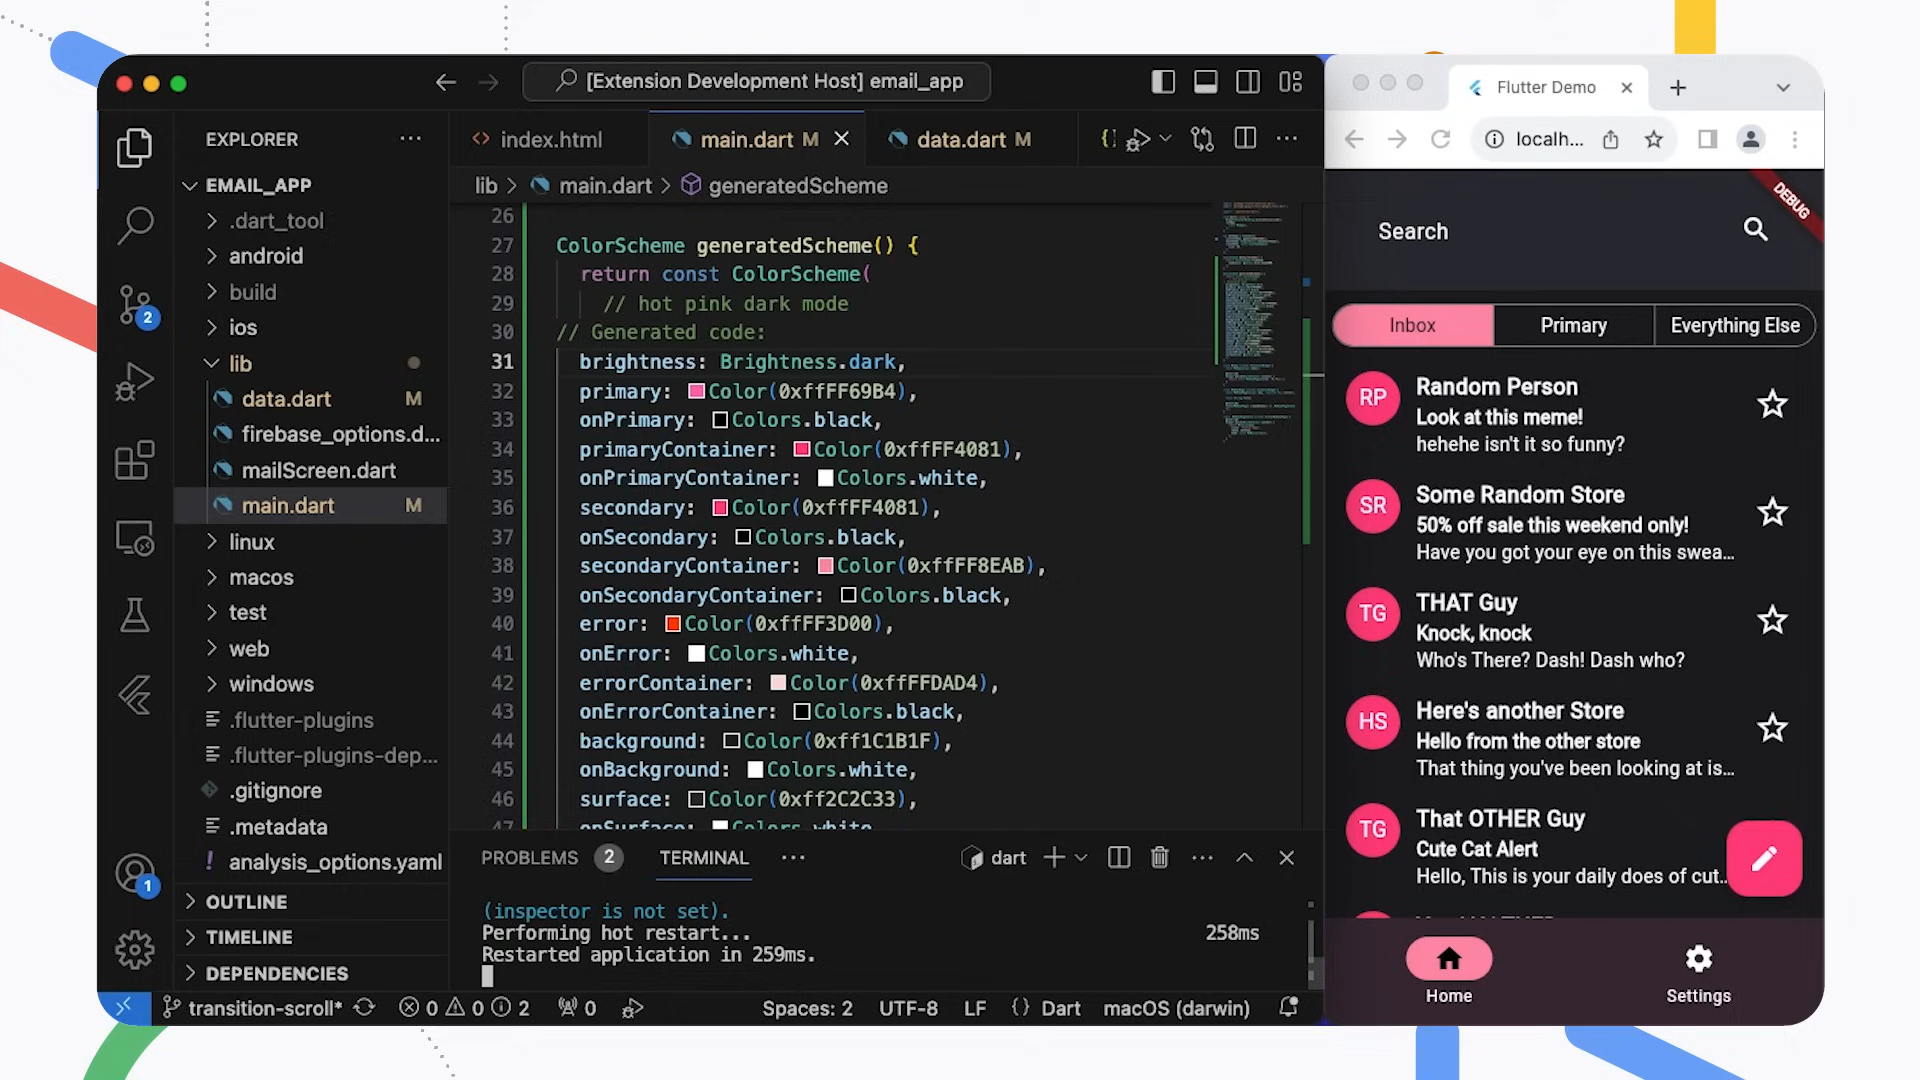 [Extension Development Host] email_app
EXPLORER
EMAIL_APP
.dart_tool
android
build
ios
lib
data.dart M
firebase_options.d...
mailScreen.dart
main.dart M
linux
macos
test
web
windows
.flutter-plugins
.flutter-plugins-dep...
.gitignore
.metadata
! analysis_options.yaml
OUTLINE
TIMELINE
DEPENDENCIES
2
1
<> index.html
main.dart M
data.dart M
lib > main.dart > generatedScheme
26
27 ColorScheme generatedScheme() {
28 return const ColorScheme(
29 // hot pink dark mode
30 // Generated code:
31 brightness: Brightness.dark,
32 primary: Color(0xffFF69B4),
33 onPrimary: Colors.black,
34 primaryContainer: Color(0xffFF4081),
35 onPrimaryContainer: Colors.white,
36 secondary: Color(0xffFF4081),
37 onSecondary: Colors.black,
38 secondaryContainer: Color(0xffFF8EAB),
39 onSecondaryContainer: Colors.black,
40 error: Color(0xffFF3D00),
41 onError: Colors.white,
42 errorContainer: Color(0xffFFDAD4),
43 onErrorContainer: Colors.black,
44 background: Color(0xff1C1B1F),
45 onBackground: Colors.white,
46 surface: Color(0xff2C2C33),
47 onSurface: Colors.white
PROBLEMS 2 TERMINAL ... dart
(inspector is not set).
Performing hot restart... 258ms
Restarted application in 259ms.
transition-scroll* 0 0 2 0 Spaces: 2 UTF-8 LF {} Dart macOS (darwin)
Flutter Demo
localh...
DEBUG
Search
Inbox Primary Everything Else
RP
Random Person
Look at this meme!
hehehe isn't it so funny?
SR
Some Random Store
50% off sale this weekend only!
Have you got your eye on this swea...
TG
THAT Guy
Knock, knock
Who's There? Dash! Dash who?
HS
Here's another Store
Hello from the other store
That thing you've been looking at is...
TG
That OTHER Guy
Cute Cat Alert
Hello, This is your daily does of cut...
Home Settings